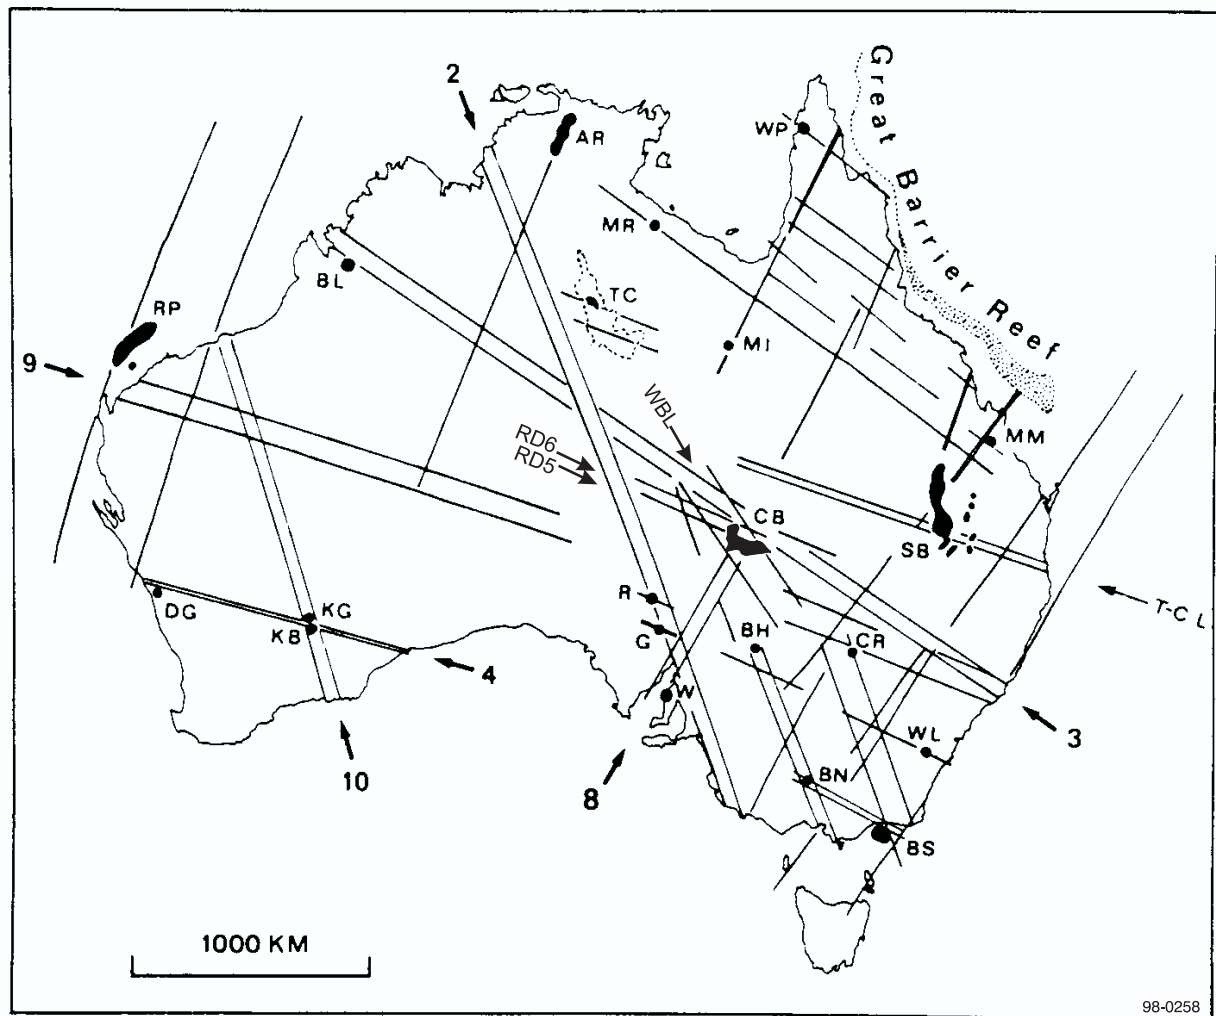 Great Barrier Reef
2
AR
WP
MR
BL
TC
RP
MI
9
WBL
RD6
RD5
MM
CB
SB
R
DG
KG
KB
G
BH
CR
T-C L
4
W
3
WL
10
8
BN
BS
1000 KM
98-0258